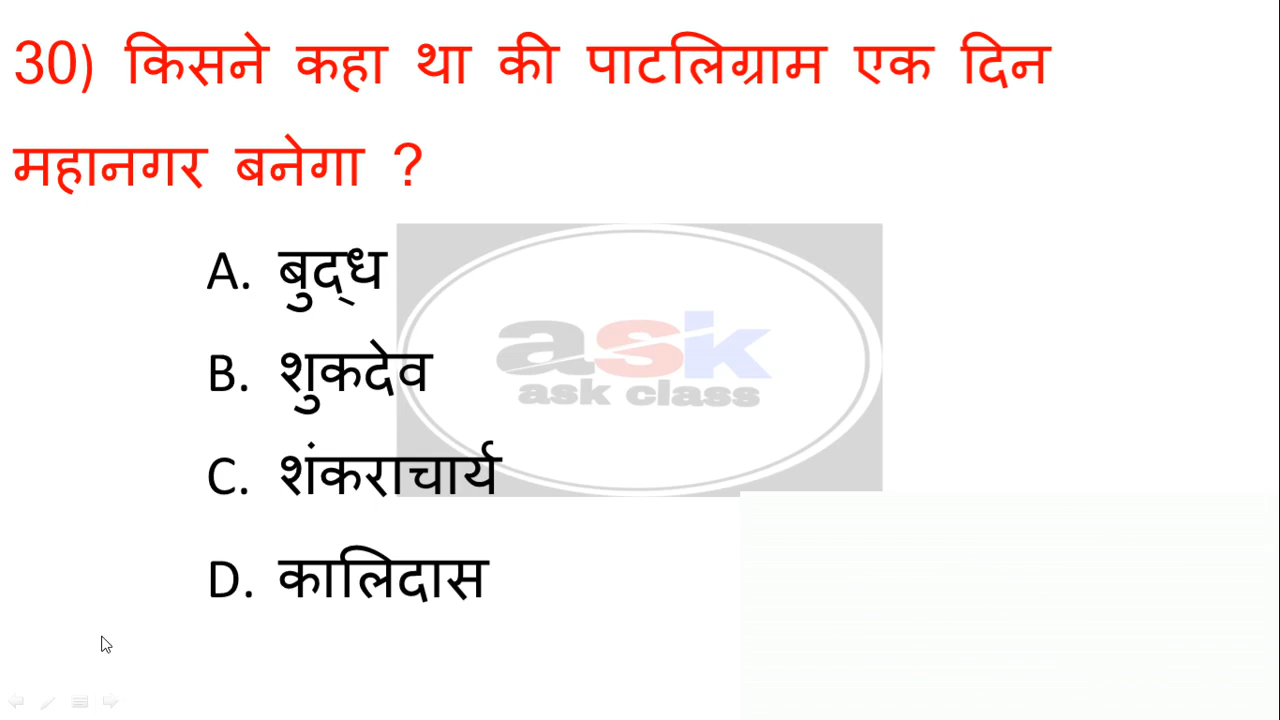 30) किसने कहा था की पाटलिग्राम एक दिन
महानगर बनेगा ?
A. बुद्ध
B. शुकदेव
C. शंकराचार्य
D. कालिदास
ask
ask class